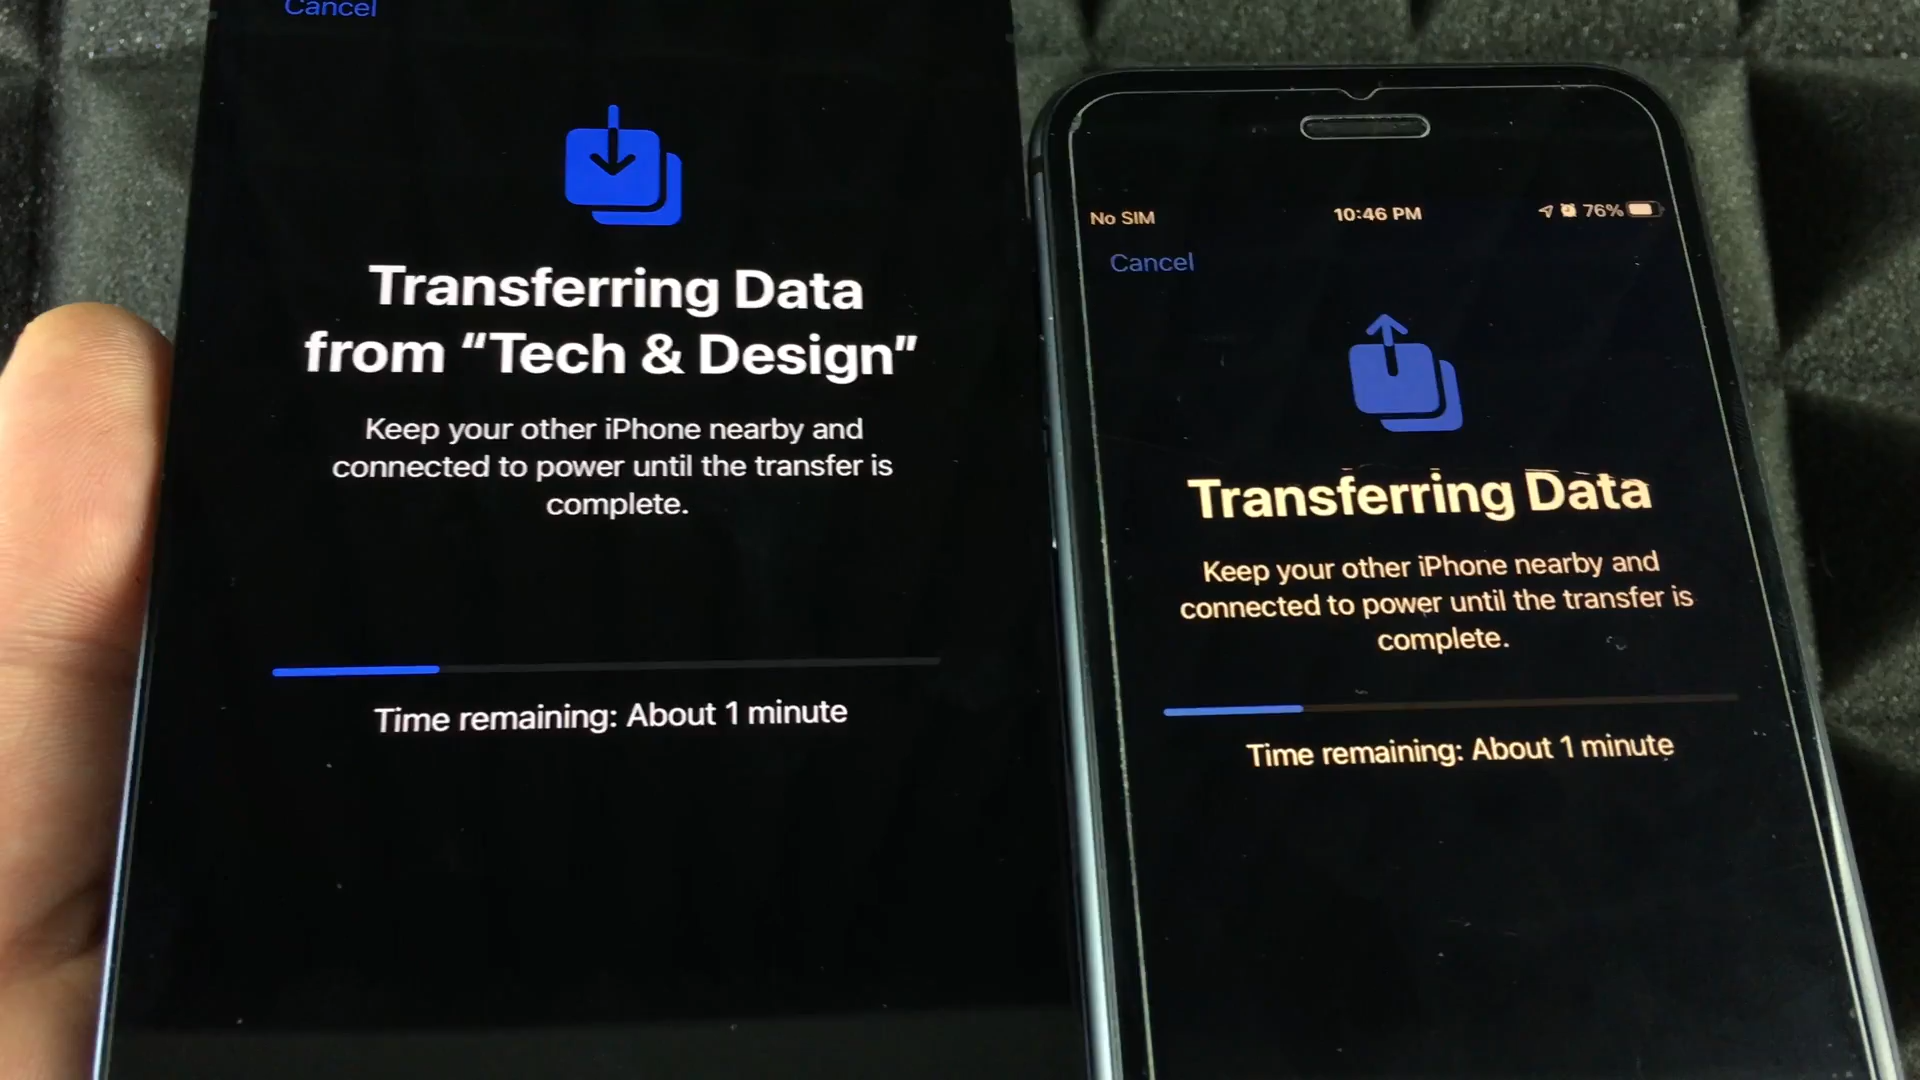 Cancel
Transferring Data
from “Tech & Design”
Keep your other iPhone nearby and
connected to power until the transfer is
complete.
Time remaining: About 1 minute
No SIM
10:46 PM
76%
Cancel
Transferring Data
Keep your other iPhone nearby and
connected to power until the transfer is
complete.
Time remaining: About 1 minute